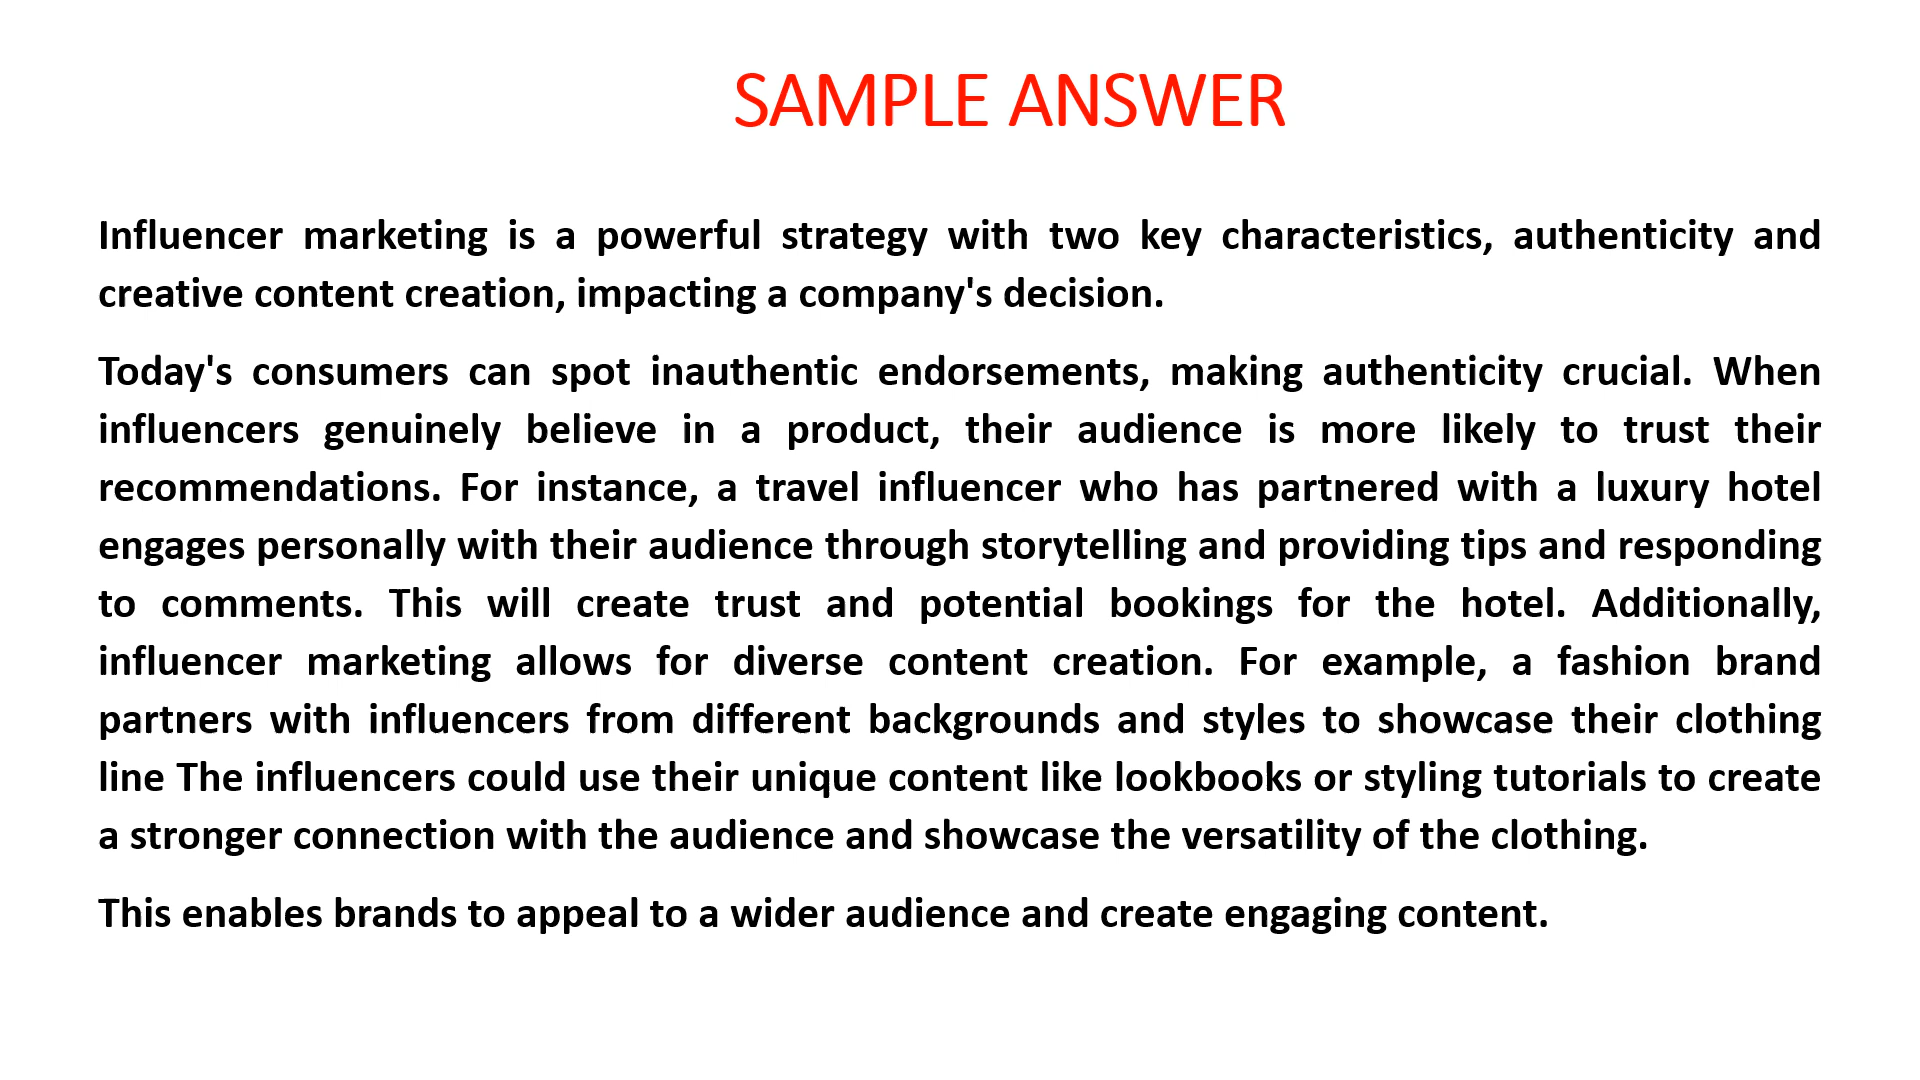 SAMPLE ANSWER
Influencer marketing is a powerful strategy with two key characteristics, authenticity and
creative content creation, impacting a company's decision.
Today's consumers can spot inauthentic endorsements, making authenticity crucial. When
influencers genuinely believe in a product, their audience is more likely to trust their
recommendations. For instance, a travel influencer who has partnered with a luxury hotel
engages personally with their audience through storytelling and providing tips and responding
to comments. This will create trust and potential bookings for the hotel. Additionally,
influencer marketing allows for diverse content creation. For example, a fashion brand
partners with influencers from different backgrounds and styles to showcase their clothing
line The influencers could use their unique content like lookbooks or styling tutorials to create
a stronger connection with the audience and showcase the versatility of the clothing.
This enables brands to appeal to a wider audience and create engaging content.